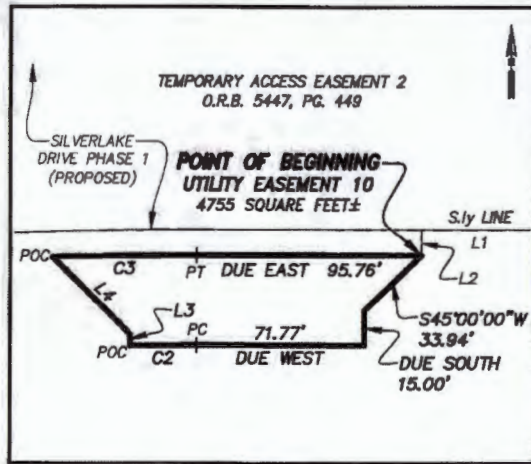 TEMPORARY ACCESS EASEMENT 2
O.R.B. 5447, PG. 449
SILVERLAKE
DRIVE PHASE 1
(PROPOSED)
POINT OF BEGINNING
UTILITY EASEMENT 10
4755 SQUARE FEET±
S.ly LINE
L1
L2
POC
C3
PT
DUE EAST 95.76'
L4
L3
S45°00'00"W
33.94'
PC
71.77'
POC
C2
DUE WEST
DUE SOUTH
15.00'